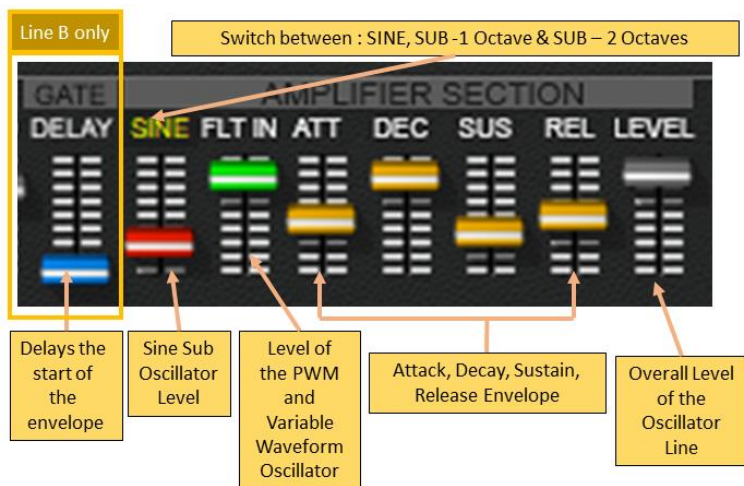 Line B only
Switch between : SINE, SUB -1 Octave & SUB – 2 Octaves
GATE
AMPLIFIER SECTION
DELAY SINE FLT IN ATT DEC SUS REL LEVEL
Delays the
start of
the
envelope
Sine Sub
Oscillator
Level
Level of
the PWM
and
Variable
Waveform
Oscillator
Attack, Decay, Sustain,
Release Envelope
Overall Level
of the
Oscillator
Line